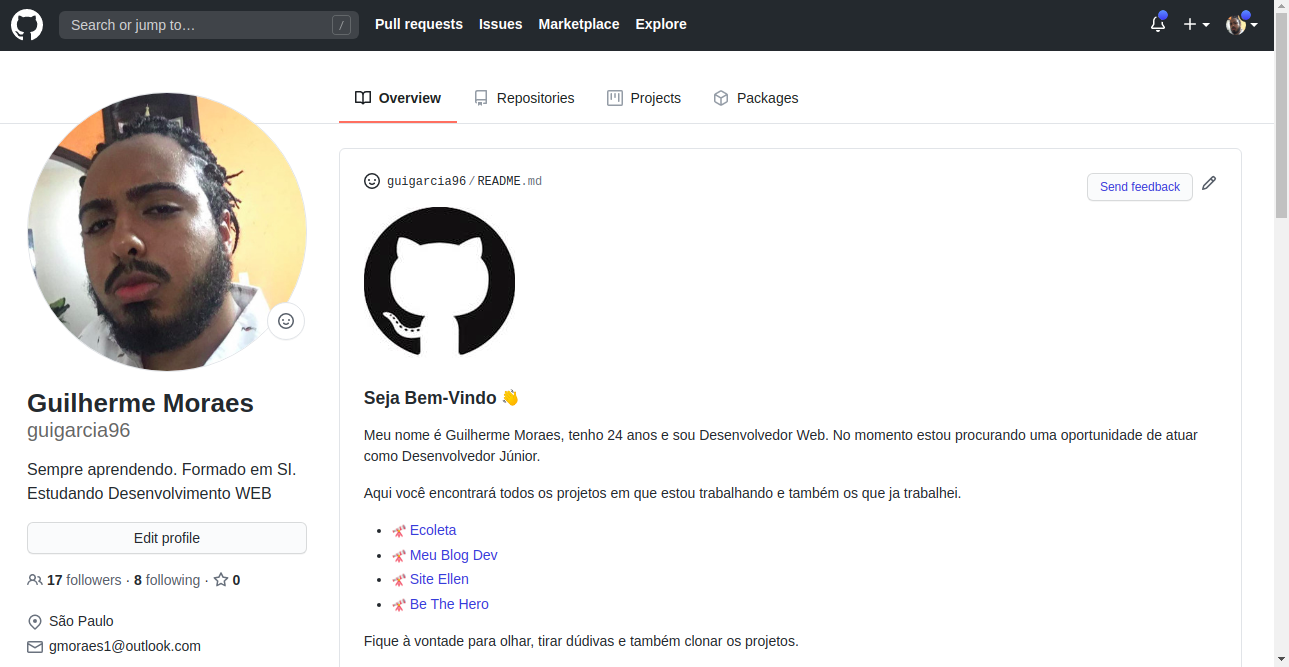 Search or jump to…
/
Pull requests
Issues
Marketplace
Explore
Overview
Repositories
Projects
Packages
guigarcia96/README.md
Send feedback
Guilherme Moraes
guigarcia96
Sempre aprendendo. Formado em SI.
Estudando Desenvolvimento WEB
Edit profile
17 followers · 8 following · 0
São Paulo
gmoraes1@outlook.com
Seja Bem-Vindo 👋
Meu nome é Guilherme Moraes, tenho 24 anos e sou Desenvolvedor Web. No momento estou procurando uma oportunidade de atuar
como Desenvolvedor Júnior.
Aqui você encontrará todos os projetos em que estou trabalhando e também os que ja trabalhei.
• Ecoleta
• Meu Blog Dev
• Site Ellen
• Be The Hero
Fique à vontade para olhar, tirar dúdivas e também clonar os projetos.